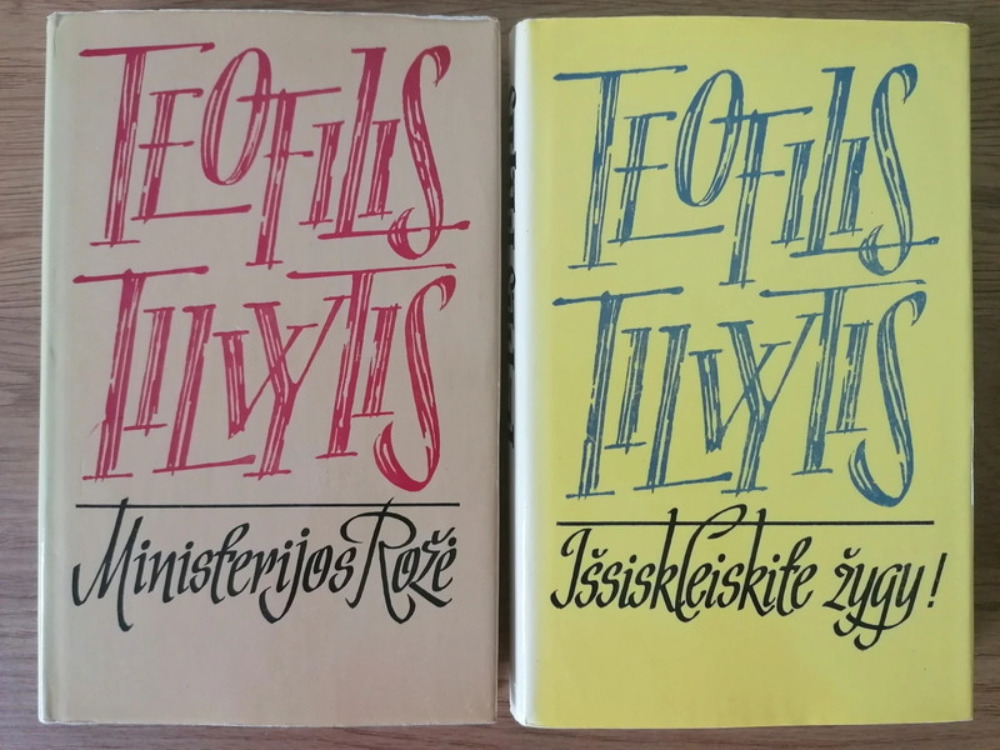 TEOFILIS
TILVYTIS
Ministerijos Rožė
TEOFILIS
TILVYTIS
Išsiskleiskite žygy!